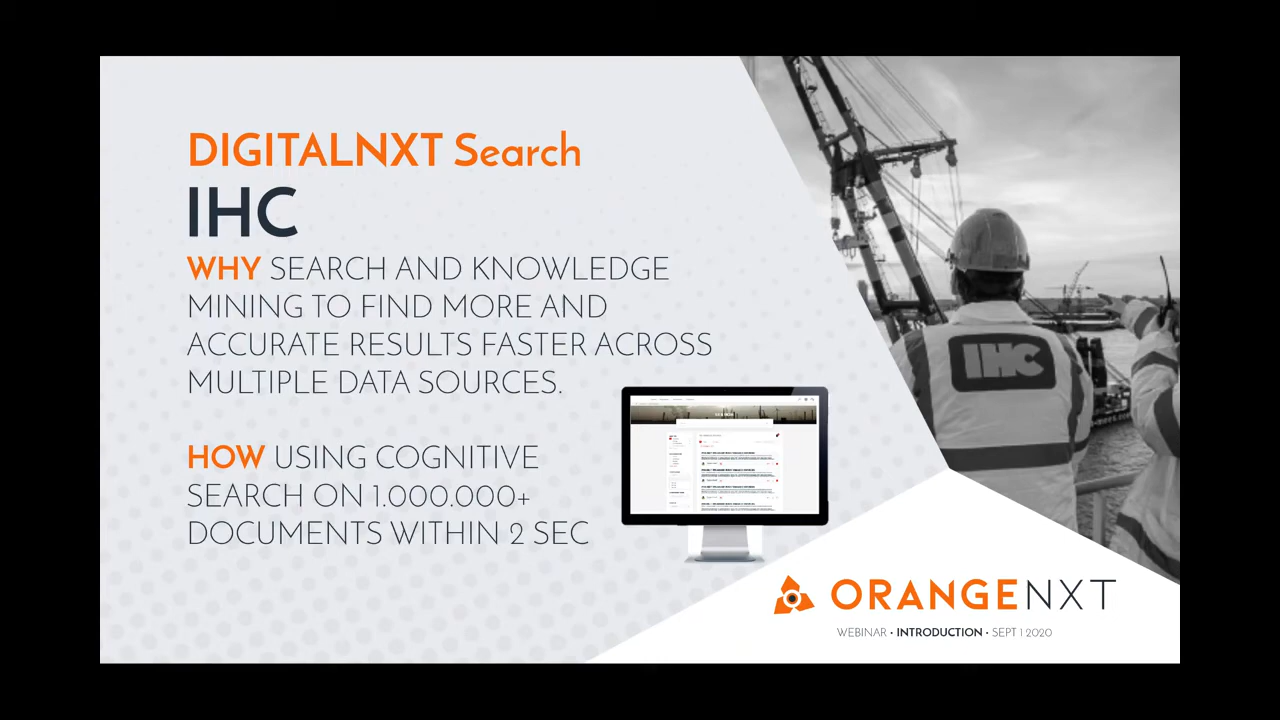 DIGITALNXT Search
IHC
WHY SEARCH AND KNOWLEDGE
MINING TO FIND MORE AND
ACCURATE RESULTS FASTER ACROSS
MULTIPLE DATA SOURCES.
HOW USING COGNITIVE
SEARCH ON 1.000.000+
DOCUMENTS WITHIN 2 SEC
IHC
ORANGENXT
WEBINAR • INTRODUCTION • SEPT 1 2020